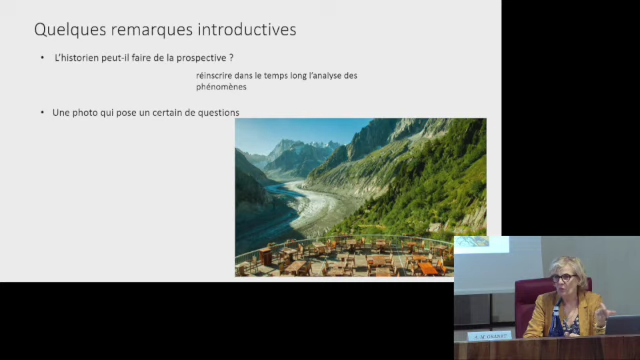 Quelques remarques introductives
• L'historien peut-il faire de la prospective ?
réinscrire dans le temps long l'analyse des
phénomènes
• Une photo qui pose un certain de questions